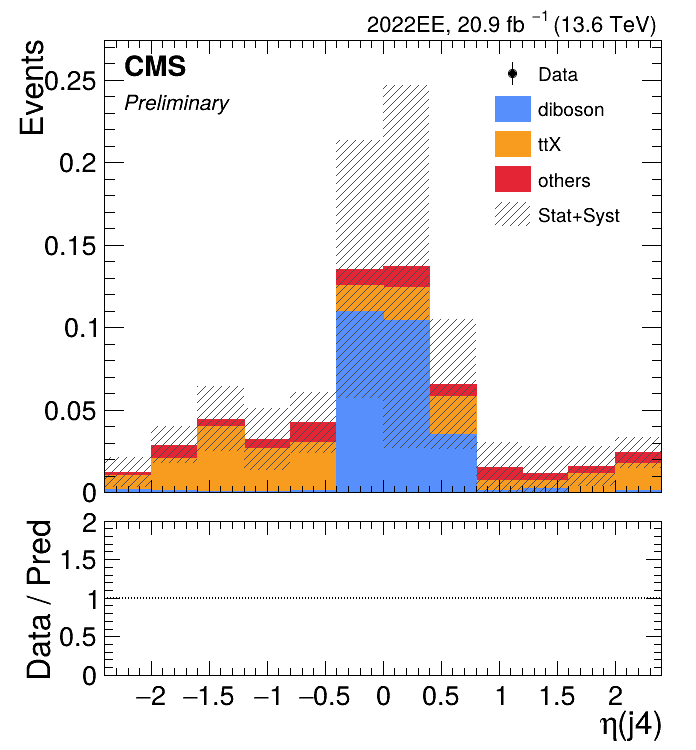 2022EE, 20.9 fb⁻¹ (13.6 TeV)
CMS
Preliminary
Events
Data
diboson
ttX
others
Stat+Syst
0.25
0.2
0.15
0.1
0.05
0
Data / Pred
2
1.5
1
0.5
0
−2 −1.5 −1 −0.5 0 0.5 1 1.5 2
η(j4)